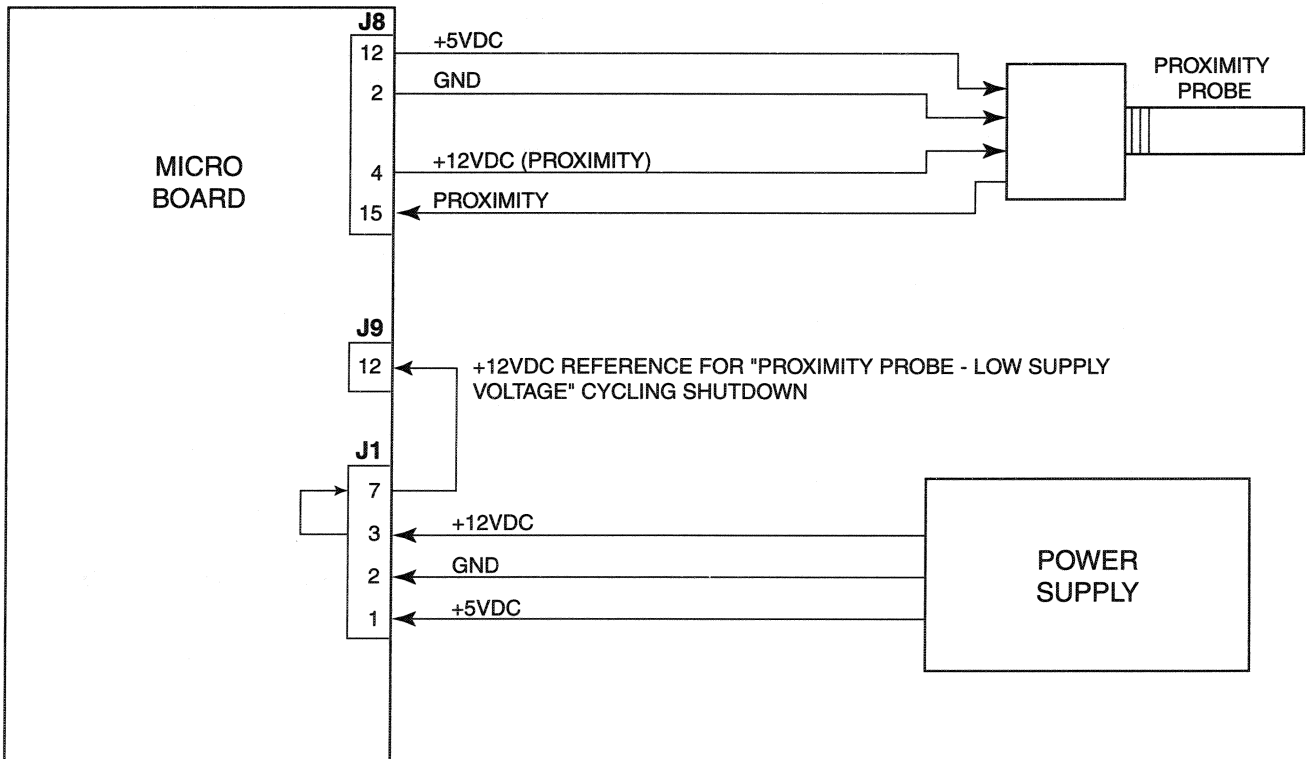 J8
12
+5VDC
2
GND
4
+12VDC (PROXIMITY)
15
PROXIMITY
MICRO
BOARD
PROXIMITY
PROBE
J9
12
+12VDC REFERENCE FOR "PROXIMITY PROBE - LOW SUPPLY
VOLTAGE" CYCLING SHUTDOWN
J1
7
3
+12VDC
2
GND
1
+5VDC
POWER
SUPPLY